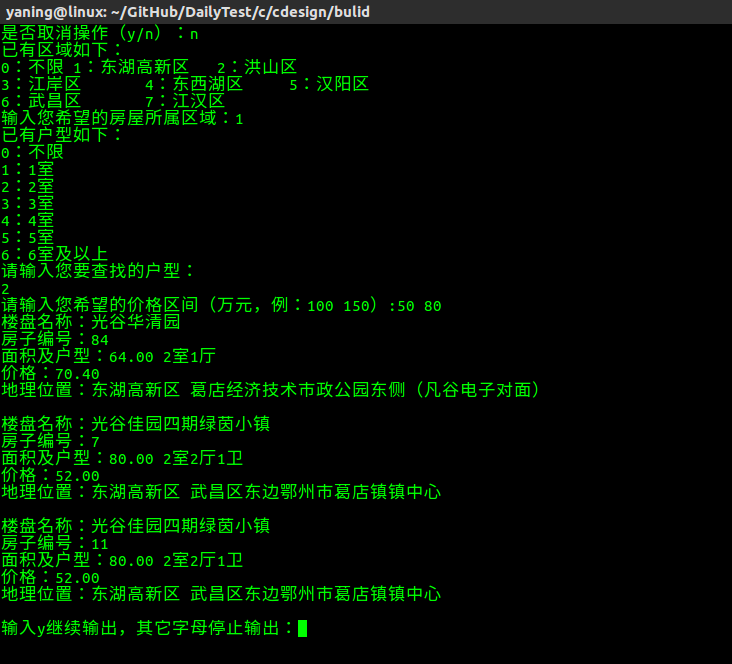 yaning@linux: ~/GitHub/DailyTest/c/cdesign/bulid
是否取消操作（y/n）：n
已有区域如下：
0：不限 1：东湖高新区 2：洪山区
3：江岸区 4：东西湖区 5：汉阳区
6：武昌区 7：江汉区
输入您希望的房屋所属区域：1
已有户型如下：
0：不限
1：1室
2：2室
3：3室
4：4室
5：5室
6：6室及以上
请输入您要查找的户型：
2
请输入您希望的价格区间（万元，例：100 150）:50 80
楼盘名称：光谷华清园
房子编号：84
面积及户型：64.00 2室1厅
价格：70.40
地理位置：东湖高新区 葛店经济技术市政公园东侧（凡谷电子对面）
楼盘名称：光谷佳园四期绿茵小镇
房子编号：7
面积及户型：80.00 2室2厅1卫
价格：52.00
地理位置：东湖高新区 武昌区东边鄂州市葛店镇镇中心
楼盘名称：光谷佳园四期绿茵小镇
房子编号：11
面积及户型：80.00 2室2厅1卫
价格：52.00
地理位置：东湖高新区 武昌区东边鄂州市葛店镇镇中心
输入y继续输出，其它字母停止输出：